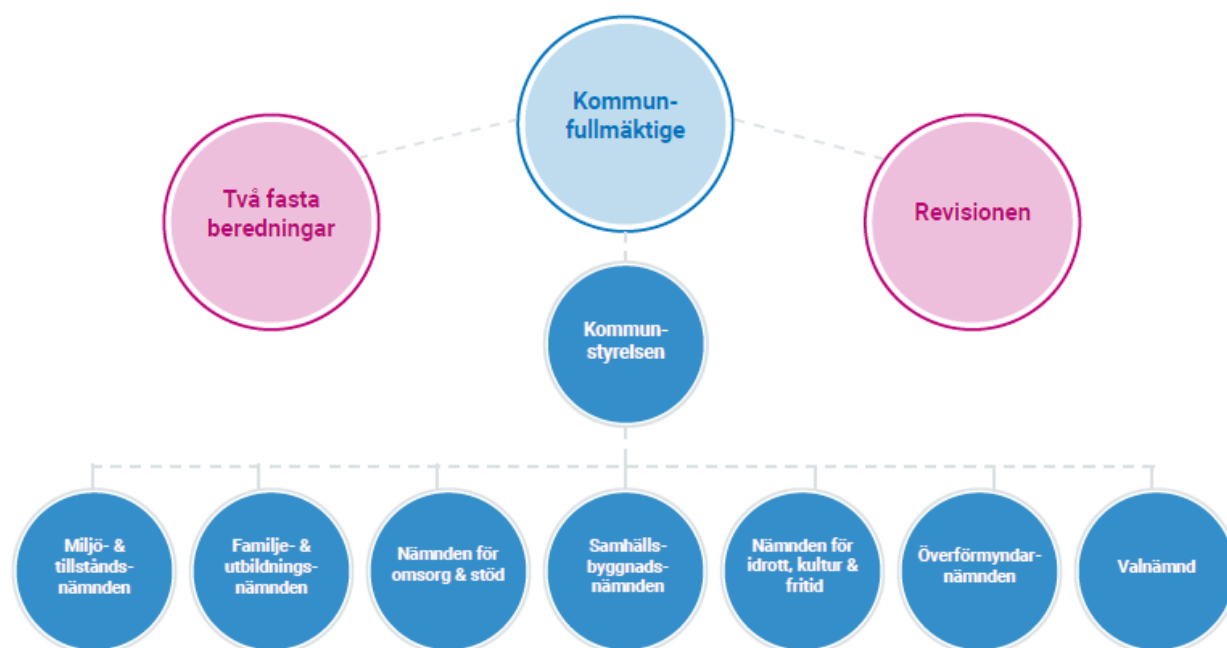 Kommun-
fullmäktige
Två fasta
beredningar
Revisionen
Kommun-
styrelsen
Miljö- &
tillstånds-
nämnden
Familje- &
utbildnings-
nämnden
Nämnden för
omsorg & stöd
Samhälls-
byggnads-
nämnden
Nämnden för
idrott, kultur &
fritid
Överförmyndar-
nämnden
Valnämnd